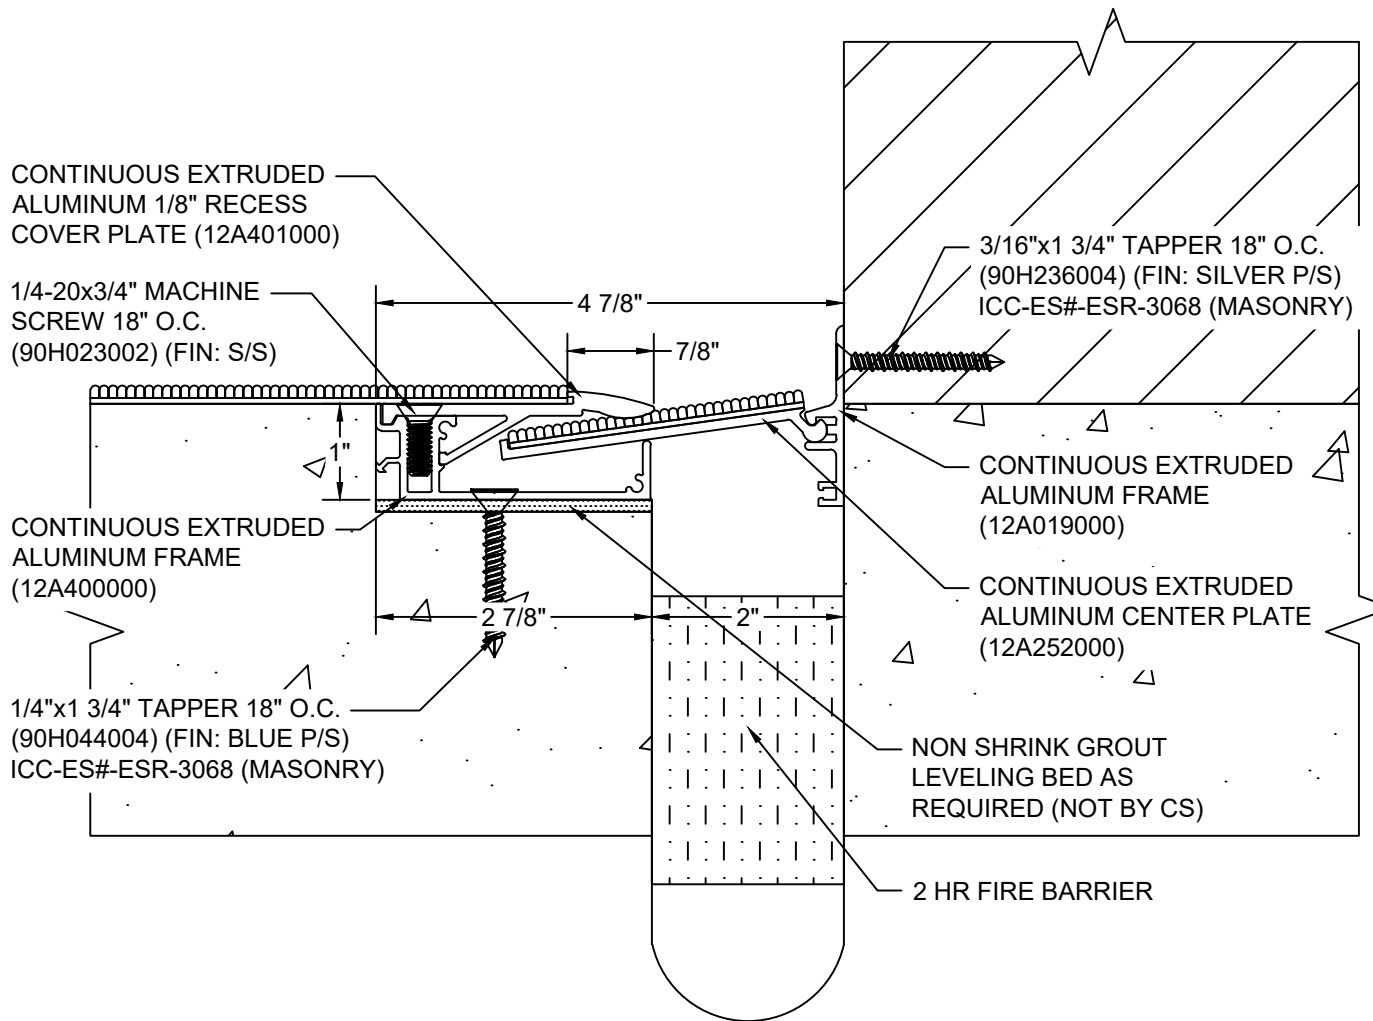 CONTINUOUS EXTRUDED
ALUMINUM 1/8" RECESS
COVER PLATE (12A401000)
1/4-20x3/4" MACHINE
SCREW 18" O.C.
(90H023002) (FIN: S/S)
4 7/8"
7/8"
3/16"x1 3/4" TAPPER 18" O.C.
(90H236004) (FIN: SILVER P/S)
ICC-ES#-ESR-3068 (MASONRY)
1"
CONTINUOUS EXTRUDED
ALUMINUM FRAME
(12A400000)
CONTINUOUS EXTRUDED
ALUMINUM FRAME
(12A019000)
CONTINUOUS EXTRUDED
ALUMINUM CENTER PLATE
(12A252000)
2 7/8"
2"
1/4"x1 3/4" TAPPER 18" O.C.
(90H044004) (FIN: BLUE P/S)
ICC-ES#-ESR-3068 (MASONRY)
NON SHRINK GROUT
LEVELING BED AS
REQUIRED (NOT BY CS)
2 HR FIRE BARRIER